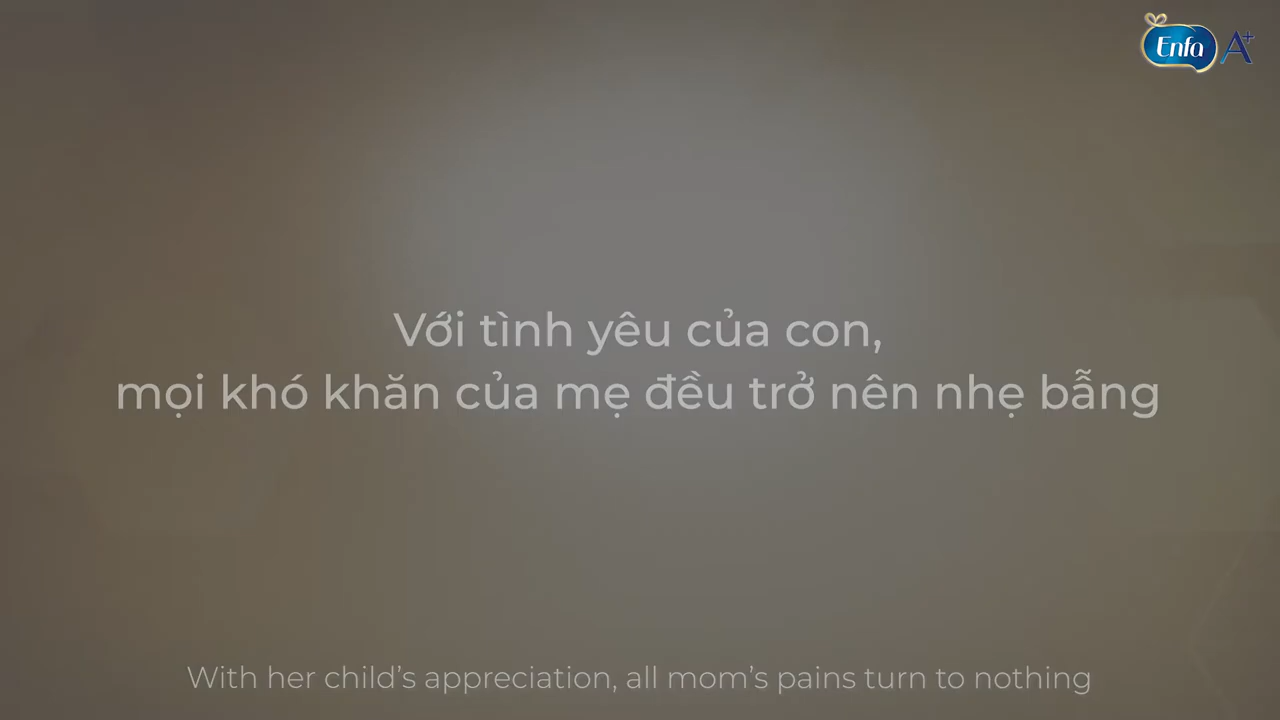 Enfa A+
Với tình yêu của con,
mọi khó khăn của mẹ đều trở nên nhẹ bẫng
With her child’s appreciation, all mom’s pains turn to nothing